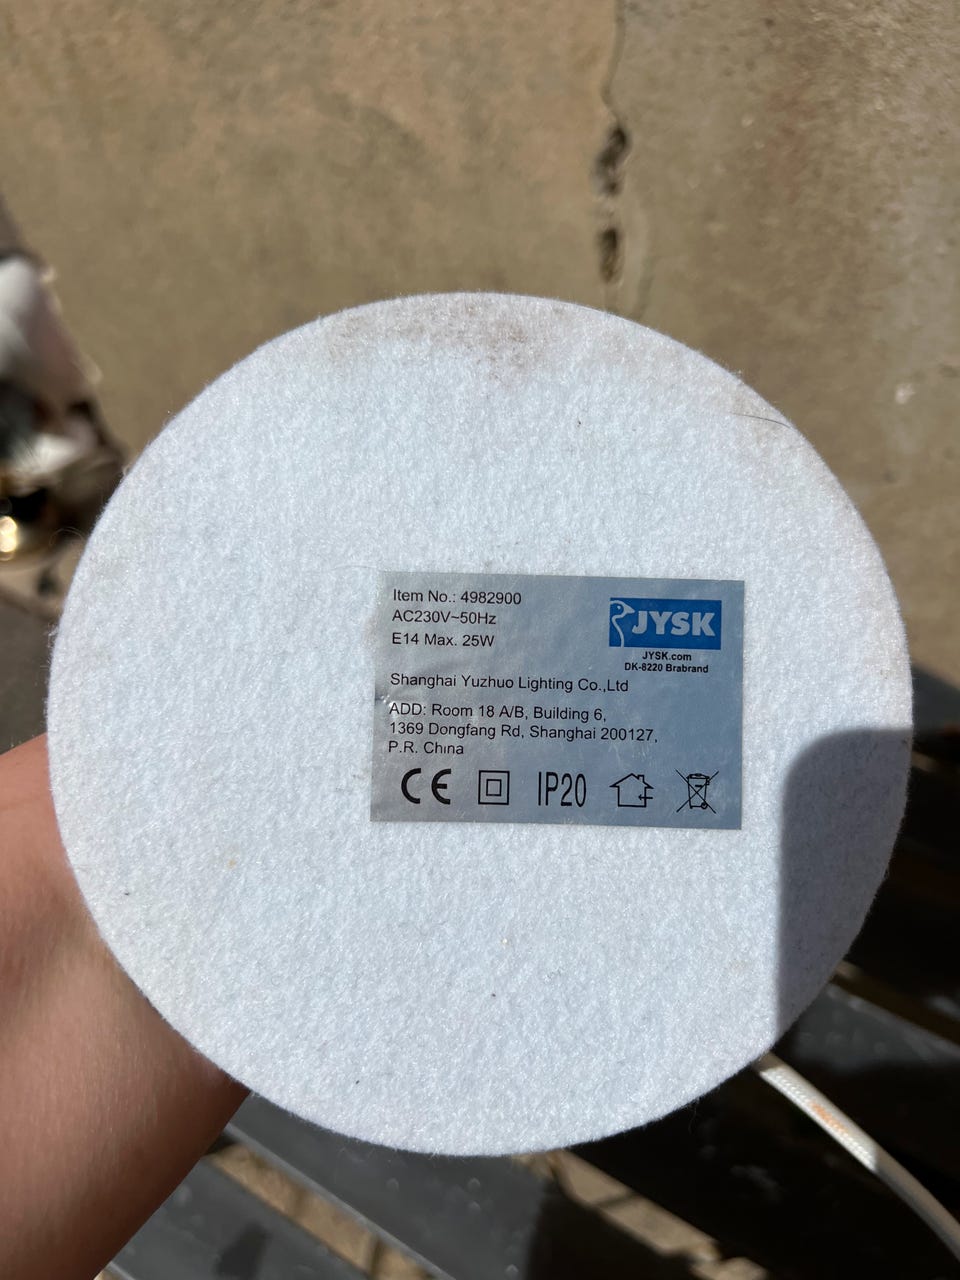 Item No.: 4982900
AC230V~50Hz
E14 Max. 25W
JYSK
JYSK.com
DK-8220 Brabrand
Shanghai Yuzhuo Lighting Co.,Ltd
ADD: Room 18 A/B, Building 6,
1369 Dongfang Rd, Shanghai 200127,
P.R. China
CE IP20